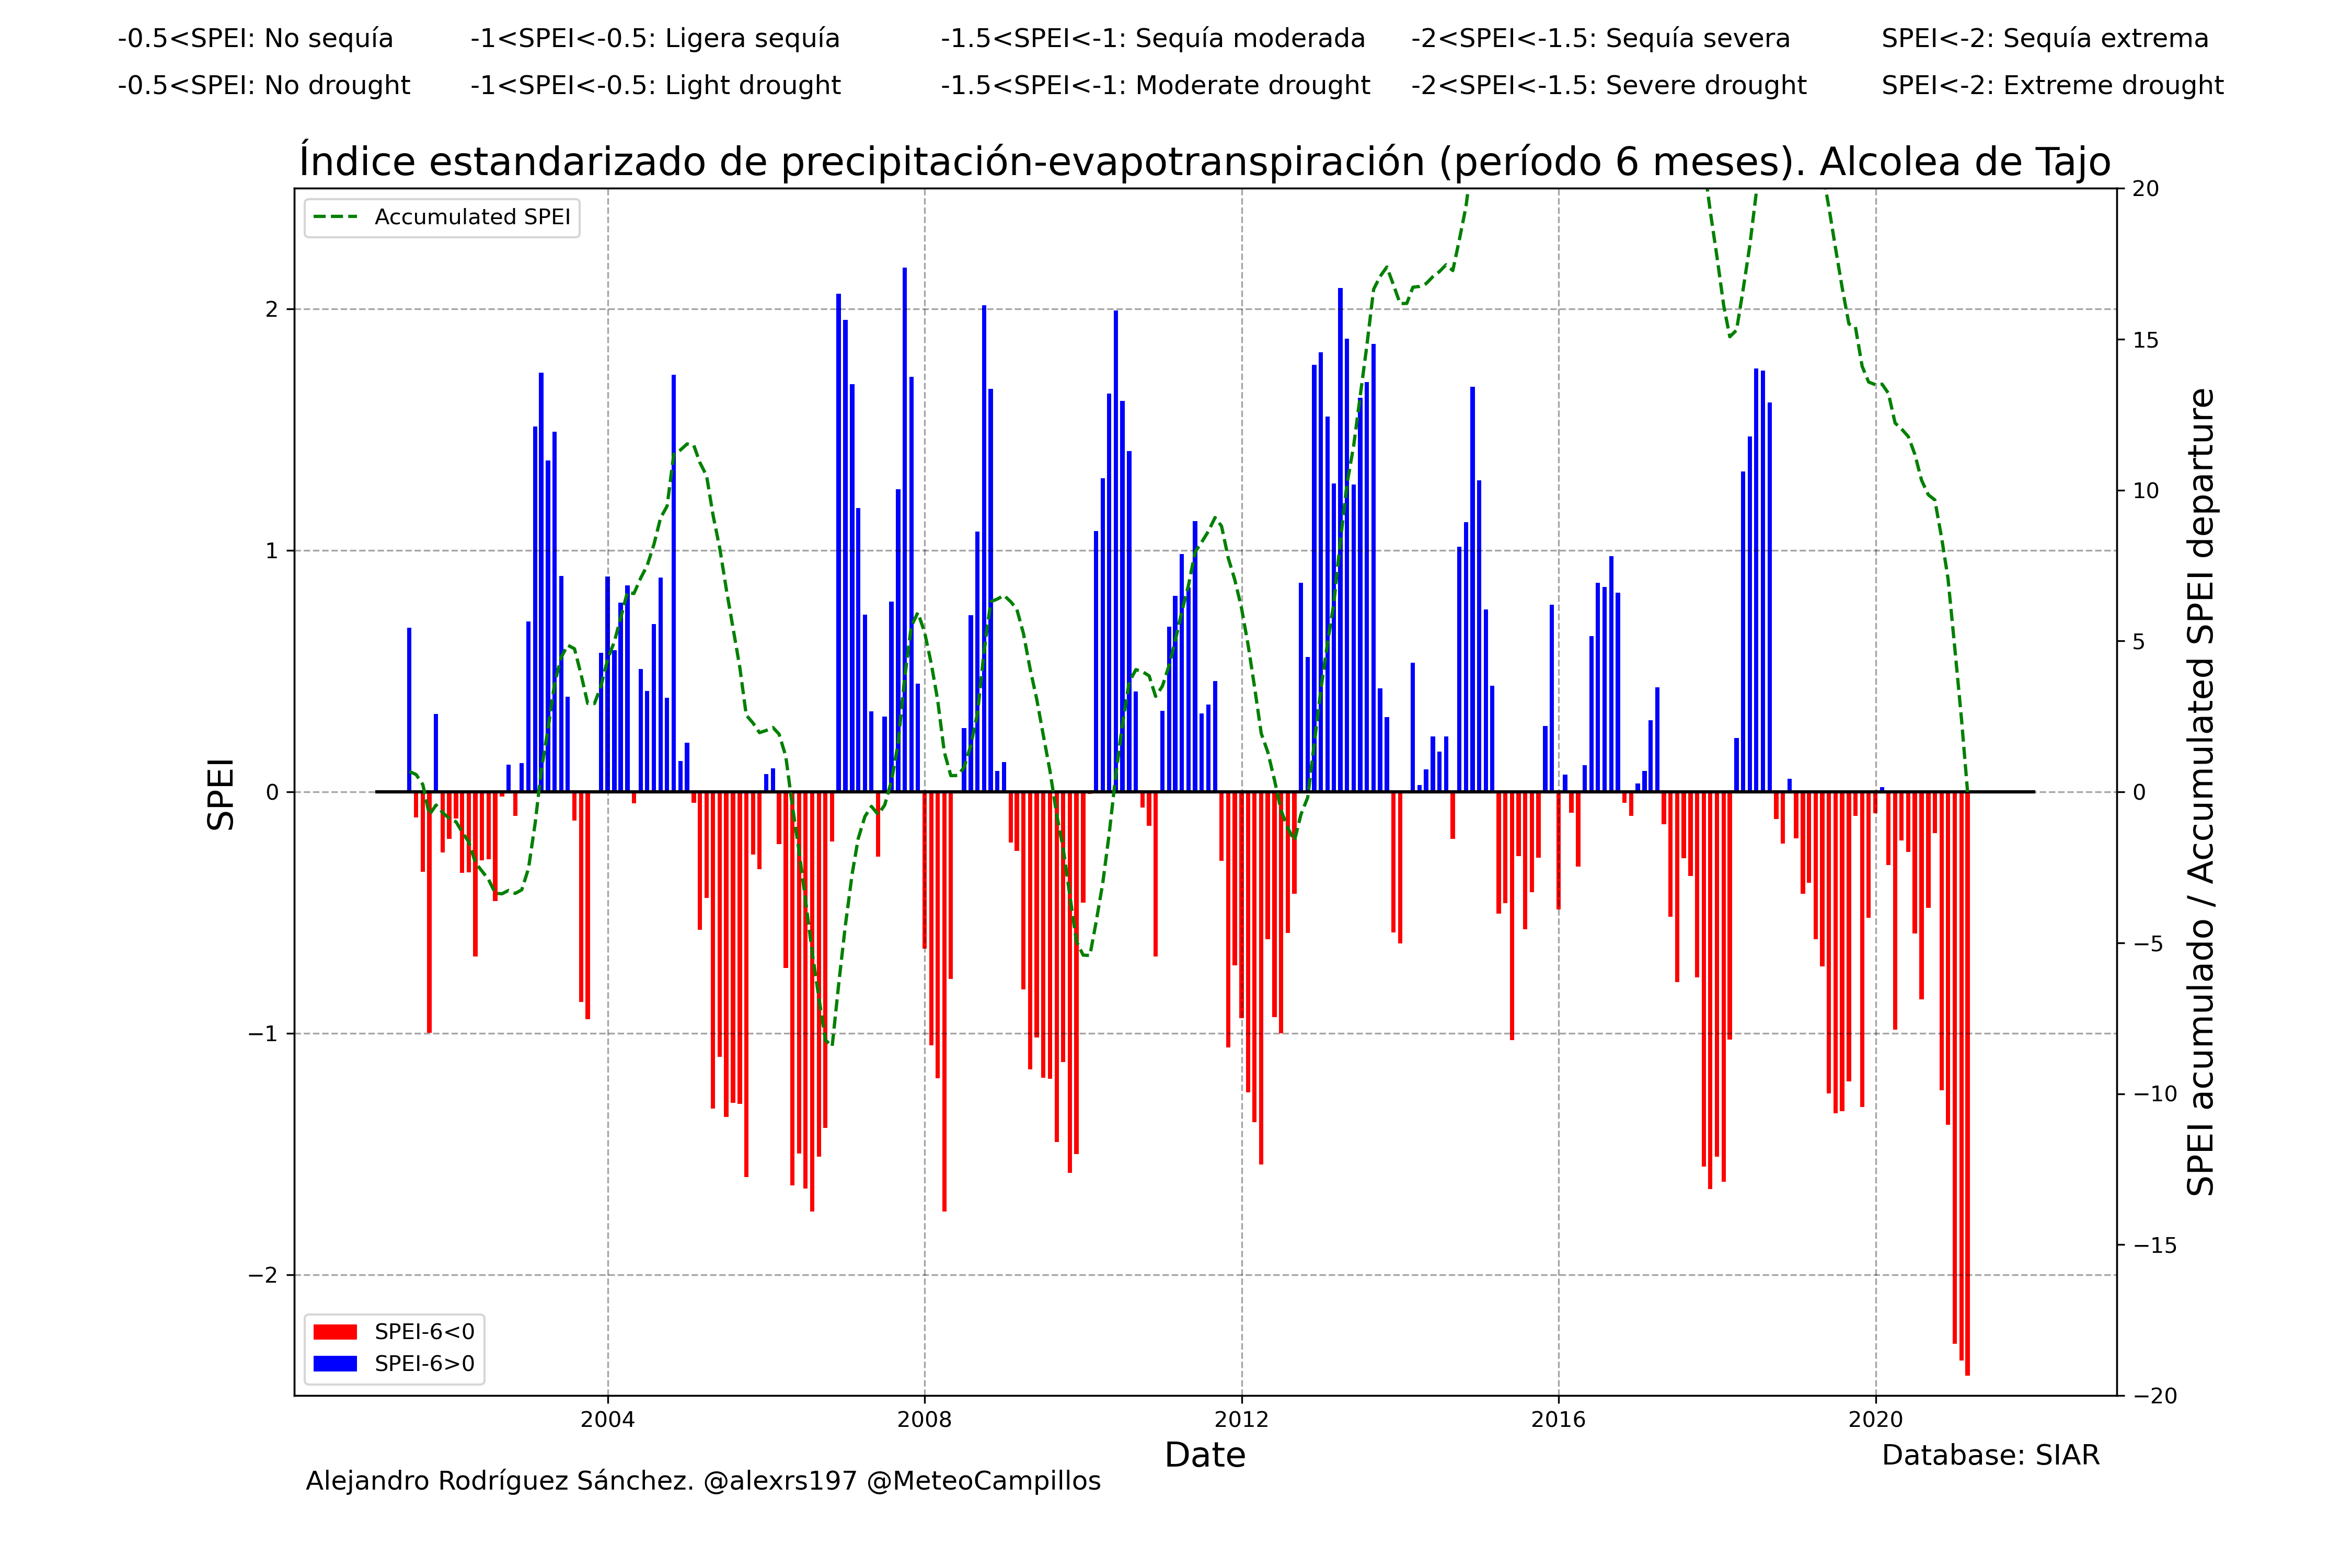 -0.5<SPEI: No sequía
-1<SPEI<-0.5: Ligera sequía
-1.5<SPEI<-1: Sequía moderada
-2<SPEI<-1.5: Sequía severa
SPEI<-2: Sequía extrema
-0.5<SPEI: No drought
-1<SPEI<-0.5: Light drought
-1.5<SPEI<-1: Moderate drought
-2<SPEI<-1.5: Severe drought
SPEI<-2: Extreme drought
Índice estandarizado de precipitación-evapotranspiración (período 6 meses). Alcolea de Tajo
Accumulated SPEI
SPEI
2
1
0
−1
−2
20
15
10
5
0
−5
−10
−15
−20
SPEI acumulado / Accumulated SPEI departure
SPEI-6<0
SPEI-6>0
2004
2008
2012
2016
2020
Date
Database: SIAR
Alejandro Rodríguez Sánchez. @alexrs197 @MeteoCampillos